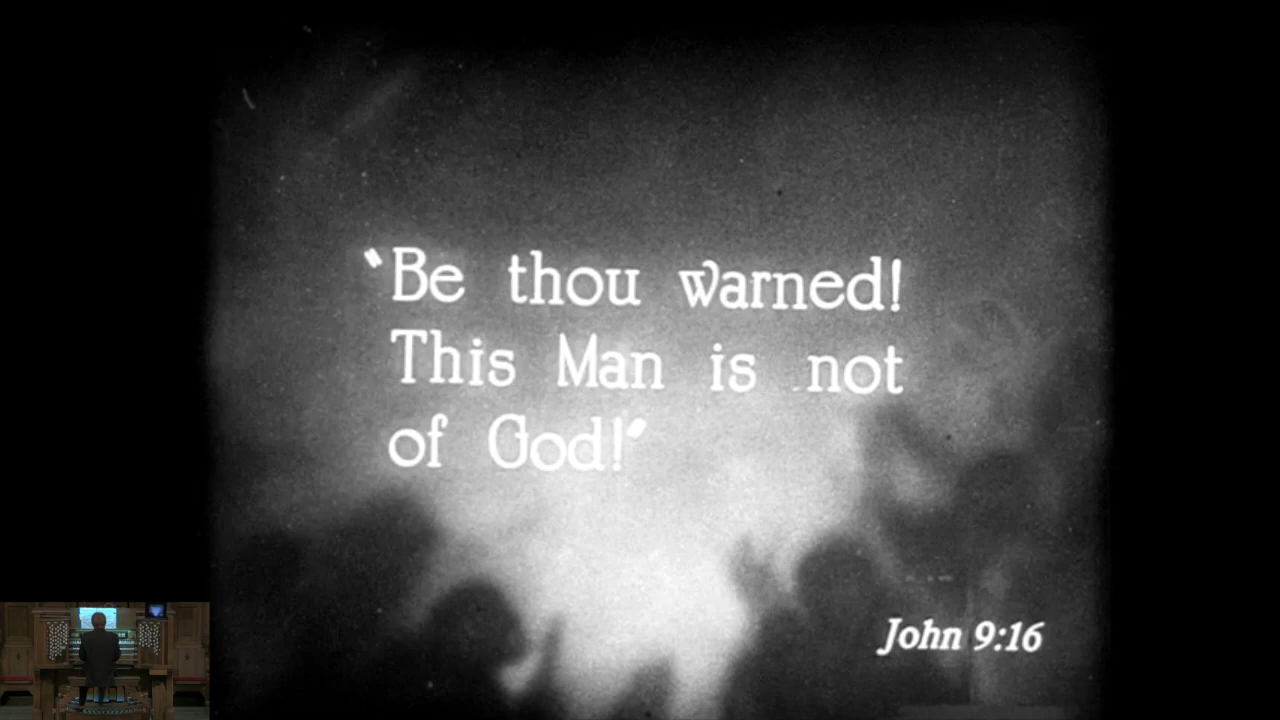 “Be thou warned!
This Man is not
of God!”
John 9:16